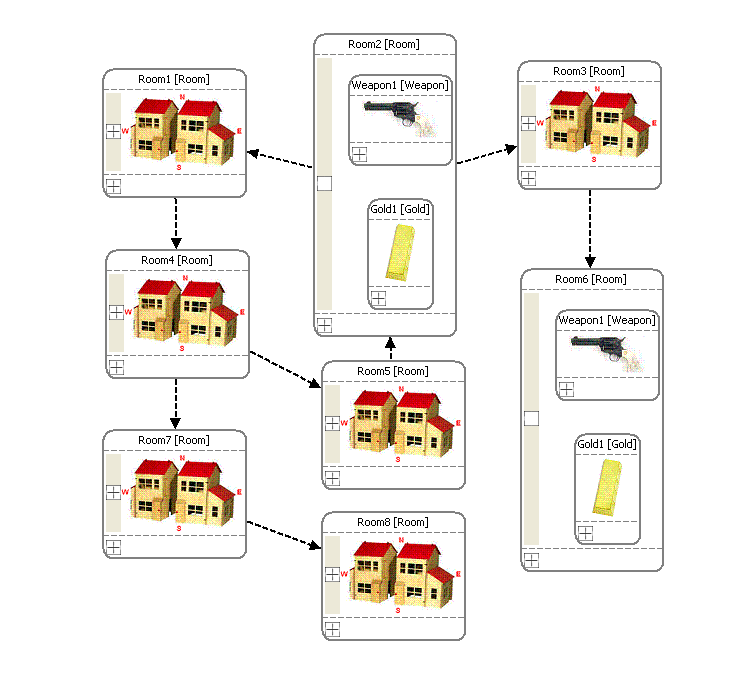 Room1 [Room]
N
W
E
S
Room2 [Room]
Weapon1 [Weapon]
Gold1 [Gold]
Room3 [Room]
N
W
E
S
Room4 [Room]
N
W
E
S
Room5 [Room]
N
W
E
S
Room6 [Room]
Weapon1 [Weapon]
Gold1 [Gold]
Room7 [Room]
N
W
E
S
Room8 [Room]
N
W
E
S